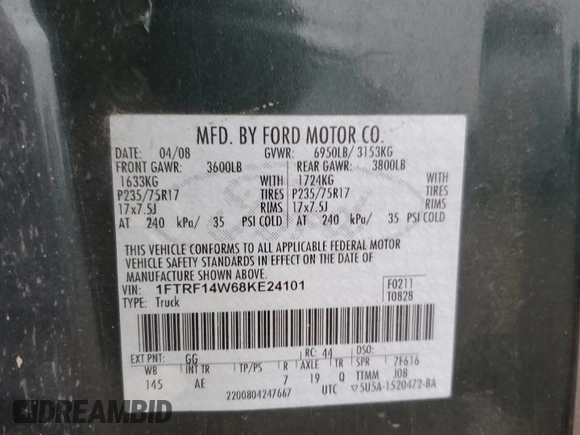 MFD. BY FORD MOTOR CO.
DATE: 04/08 GVWR: 6950LB/ 3153KG
FRONT GAWR: 3600LB REAR GAWR: 3800LB
1633KG WITH 1724KG WITH
P235/75R17 TIRES P235/75R17 TIRES
17x7.5J RIMS 17x7.5J RIMS
AT 240 kPa/ 35 PSI COLD AT 240 kPa/ 35 PSI COLD
THIS VEHICLE CONFORMS TO ALL APPLICABLE FEDERAL MOTOR
VEHICLE SAFETY STANDARDS IN EFFECT ON THE DATE OF
MANUFACTURE SHOWN ABOVE.
VIN: 1FTRF14W68KE24101 F0211
TYPE: Truck T0828
EXT PNT: GG RC: 44 DSO:
WB INT TR TP/PS R AXLE TR SPR 7F616
145 AE 7 19 Q TTMM JOB
2200804247667 UTC ▽5U5A-1520472-BA
iDREAMBID.com